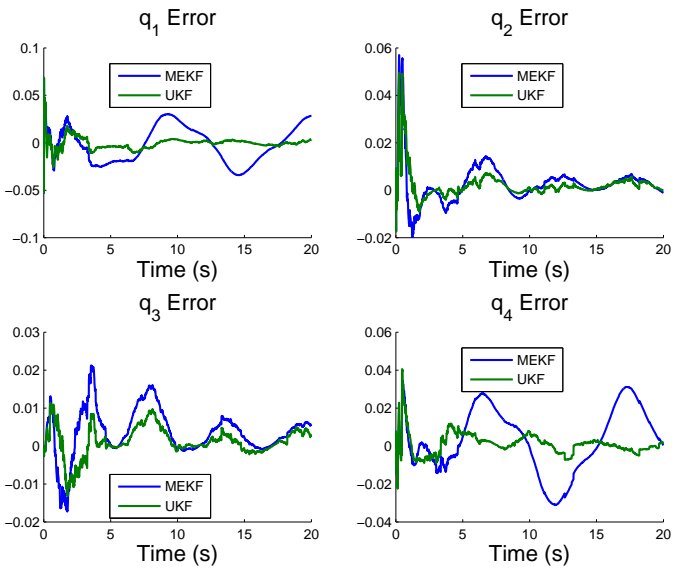 q1 Error
0.1
0.05
0
−0.05
−0.1
MEKF
UKF
0 5 10 15 20
Time (s)
q2 Error
0.06
0.04
0.02
0
−0.02
MEKF
UKF
0 5 10 15 20
Time (s)
q3 Error
0.03
0.02
0.01
0
−0.01
−0.02
MEKF
UKF
0 5 10 15 20
Time (s)
q4 Error
0.06
0.04
0.02
0
−0.02
−0.04
MEKF
UKF
0 5 10 15 20
Time (s)